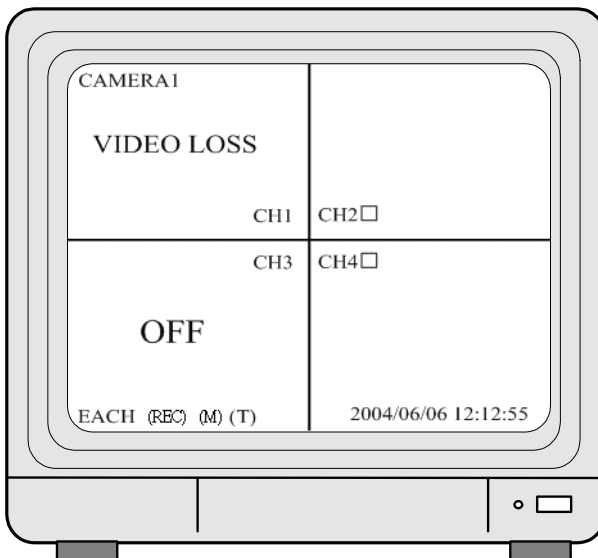 CAMERA1
VIDEO LOSS
CH1 CH2□
CH3 CH4□
OFF
EACH (REC) (M) (T) 2004/06/06 12:12:55